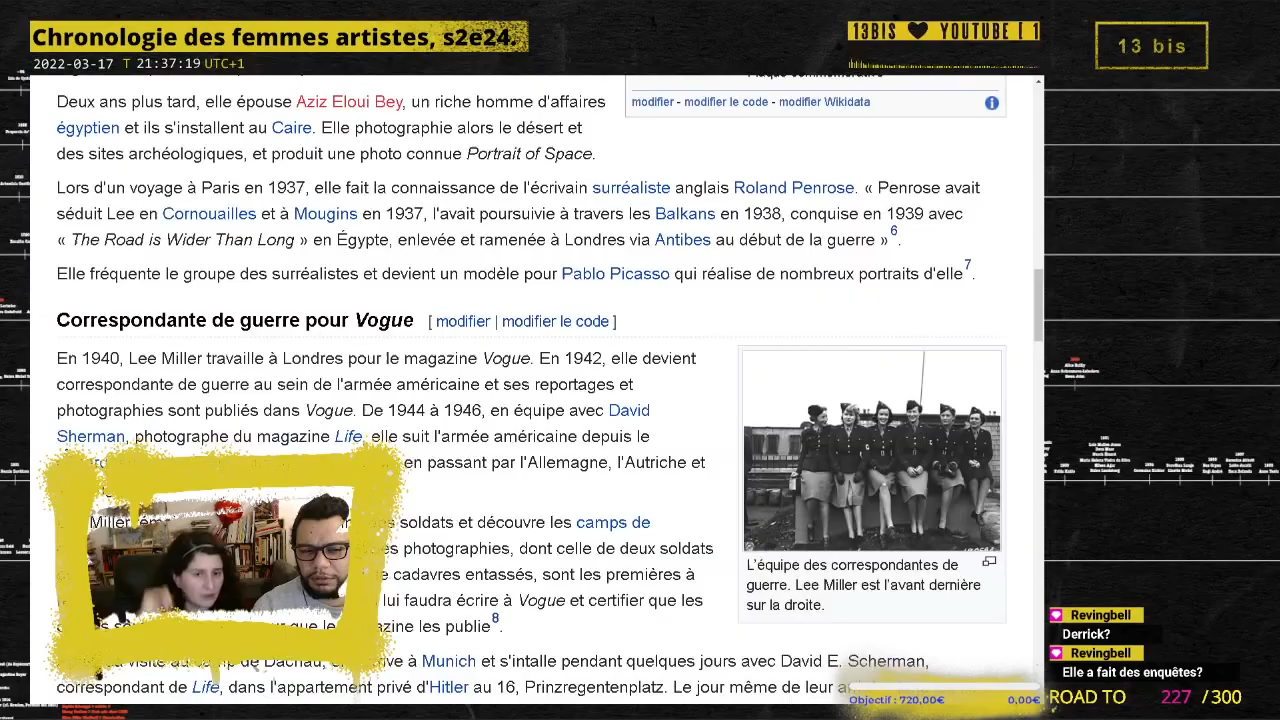 Chronologie des femmes artistes, s2e24.
2022-03-17 T 21:37:19 UTC+1
13BIS YOUTUBE [ 1
13 bis
modifier - modifier le code - modifier Wikidata
Deux ans plus tard, elle épouse Aziz Eloui Bey, un riche homme d'affaires
égyptien et ils s'installent au Caire. Elle photographie alors le désert et
des sites archéologiques, et produit une photo connue Portrait of Space.
Lors d'un voyage à Paris en 1937, elle fait la connaissance de l'écrivain surréaliste anglais Roland Penrose. « Penrose avait
séduit Lee en Cornouailles et à Mougins en 1937, l'avait poursuivie à travers les Balkans en 1938, conquise en 1939 avec
« The Road is Wider Than Long » en Égypte, enlevée et ramenée à Londres via Antibes au début de la guerre »6.
Elle fréquente le groupe des surréalistes et devient un modèle pour Pablo Picasso qui réalise de nombreux portraits d'elle7.
Correspondante de guerre pour Vogue [ modifier | modifier le code ]
En 1940, Lee Miller travaille à Londres pour le magazine Vogue. En 1942, elle devient
correspondante de guerre au sein de l'armée américaine et ses reportages et
photographies sont publiés dans Vogue. De 1944 à 1946, en équipe avec David
Sherman, photographe du magazine Life, elle suit l'armée américaine depuis le
en passant par l'Allemagne, l'Autriche et
Miller soldats et découvre les camps de
photographies, dont celle de deux soldats
cadavres entassés, sont les premières à
lui faudra écrire à Vogue et certifier que les
les publie8.
de Dachau, à Munich et s'intalle pendant quelques jours avec David E. Scherman,
correspondant de Life, dans l'appartement privé d'Hitler au 16, Prinzregentenplatz. Le jour même de leur
L'équipe des correspondantes de
guerre. Lee Miller est l'avant dernière
sur la droite.
Revingbell
Derrick?
Revingbell
Elle a fait des enquêtes?
Objectif : 720,00€ 0,00€
ROAD TO 227 / 300